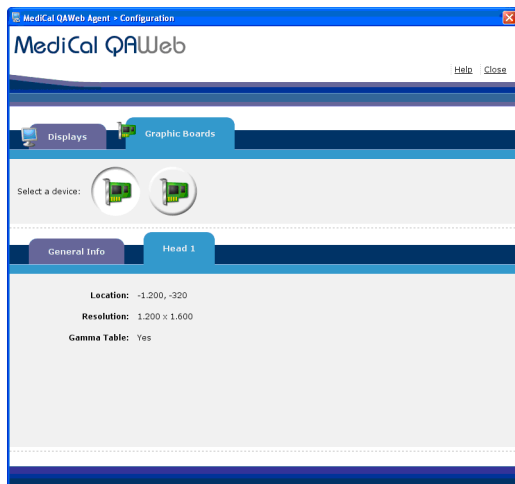 MediCal QAWeb Agent > Configuration
MediCal QAWeb
Help Close
Displays Graphic Boards
Select a device:
General Info Head 1
Location: -1.200, -320
Resolution: 1.200 x 1.600
Gamma Table: Yes